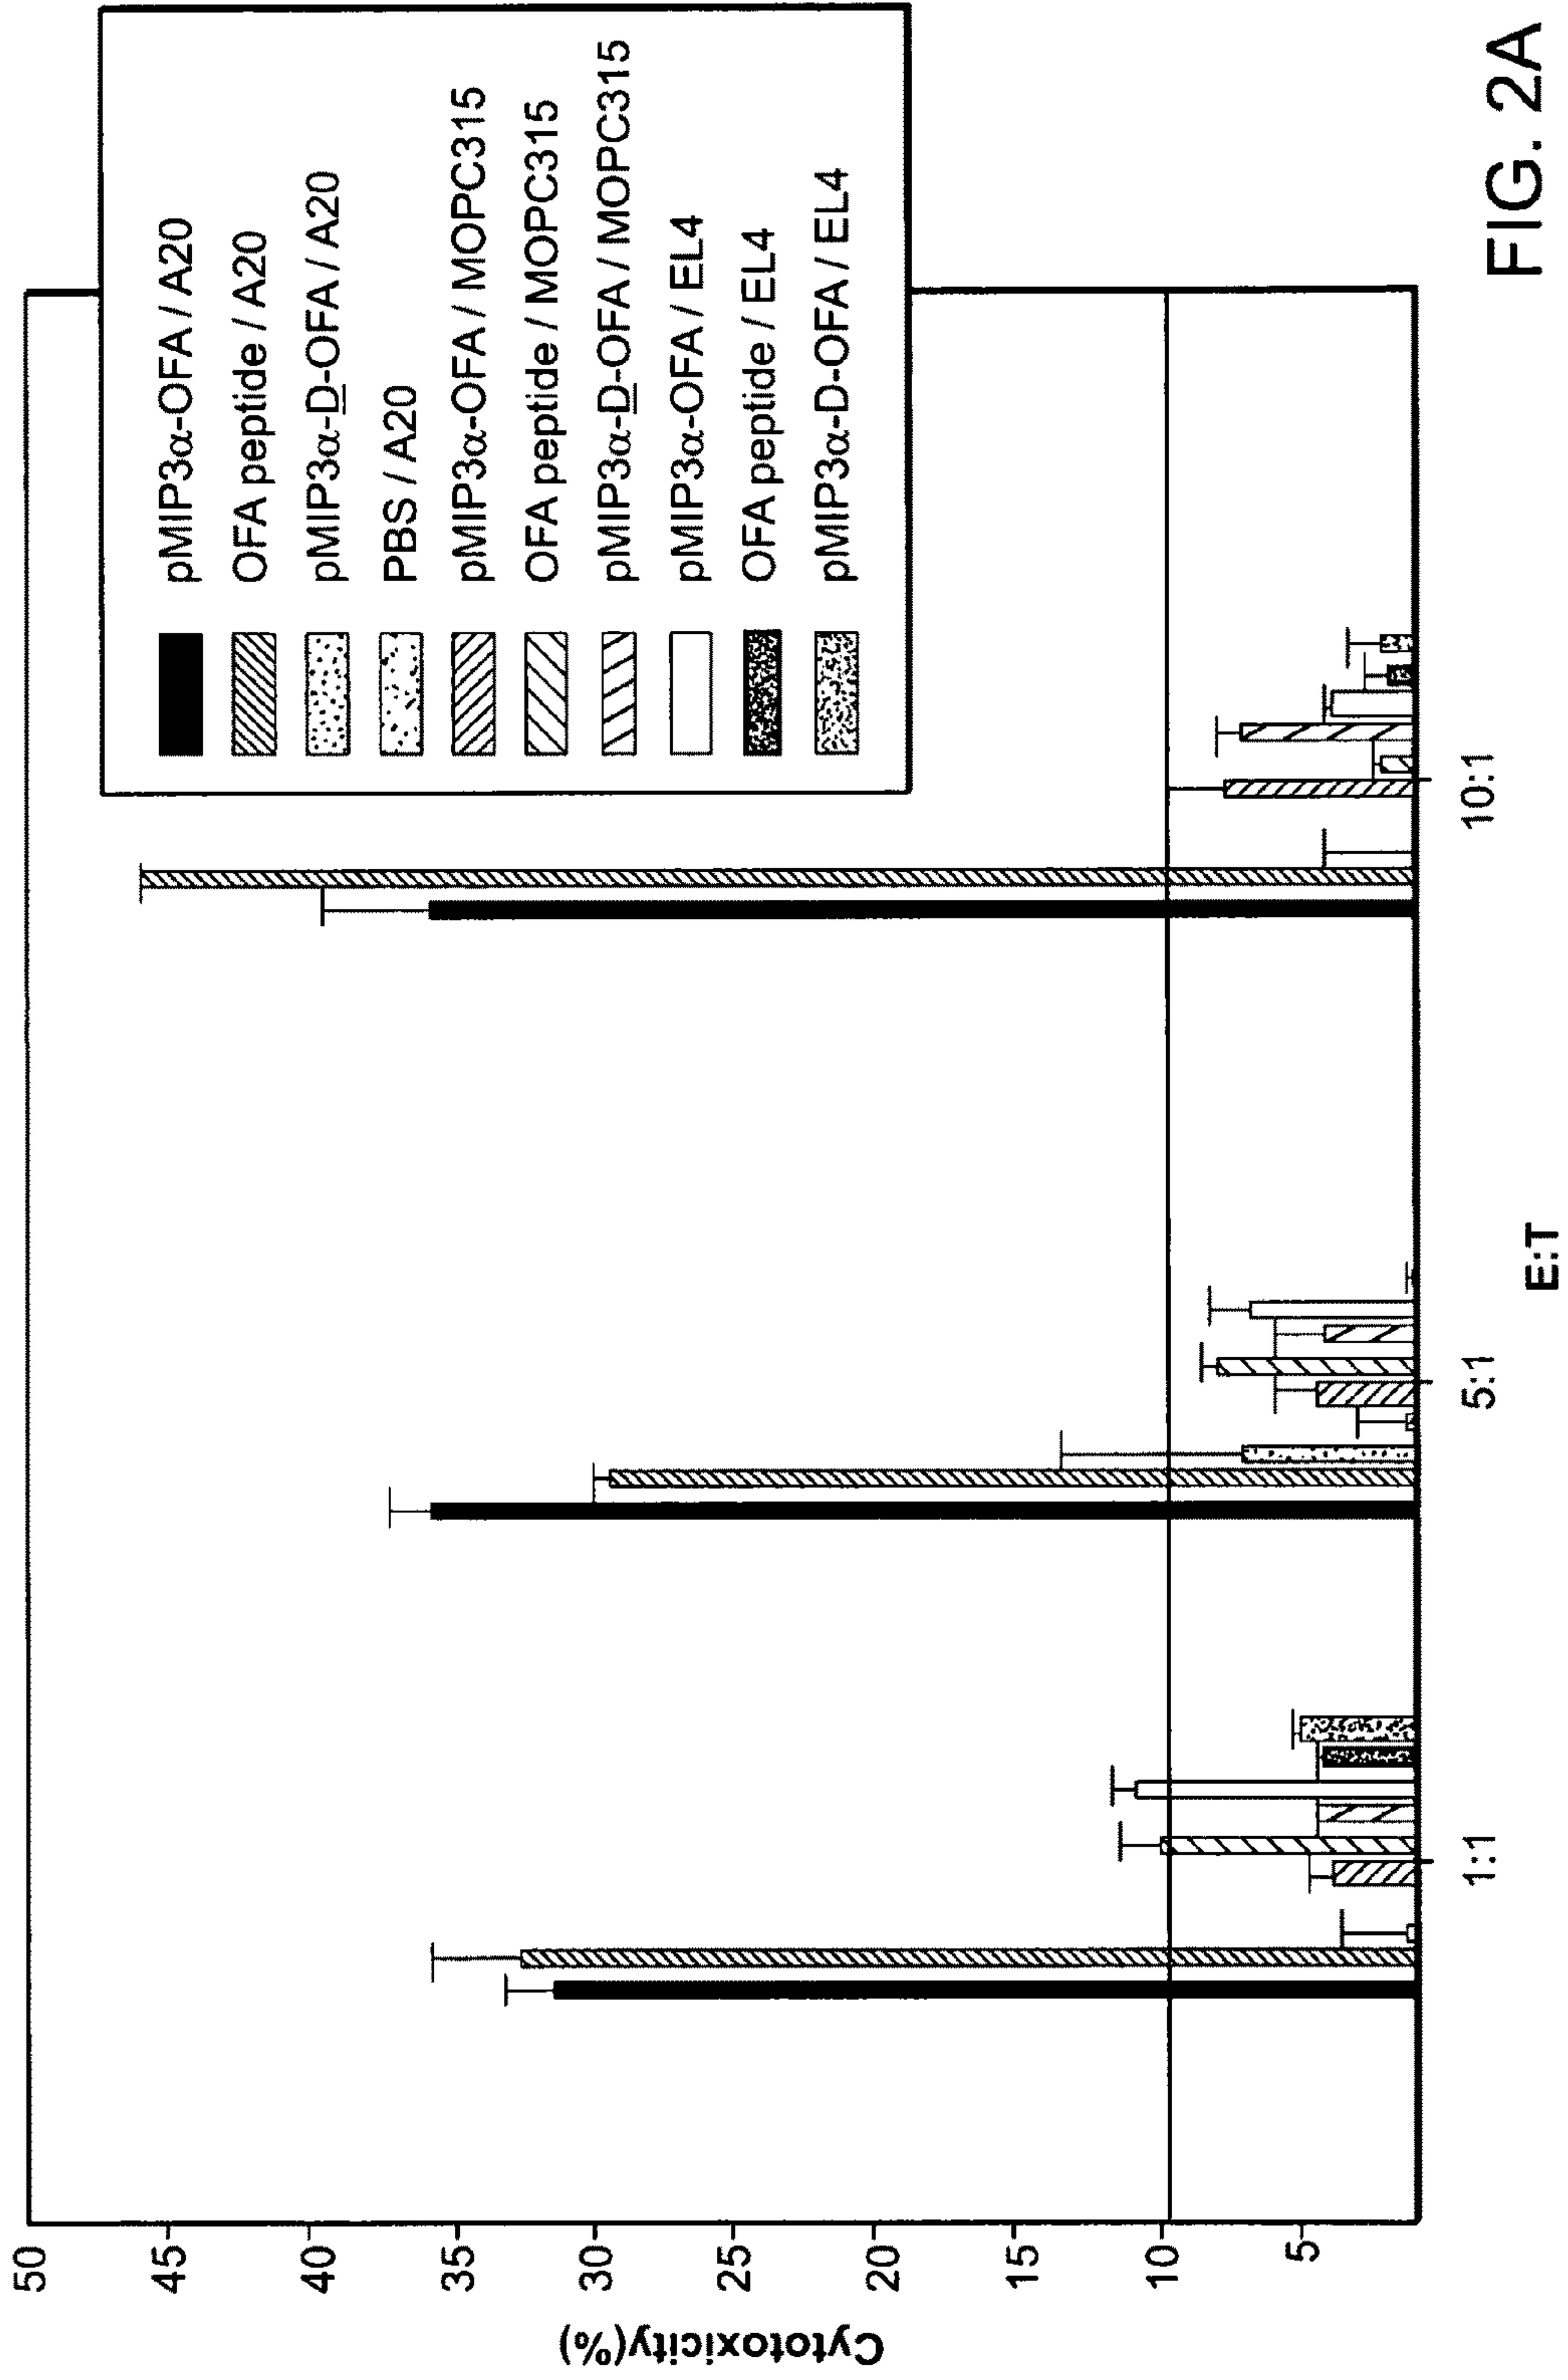 50
45
40
35
30
25
20
15
10
5
Cytotoxicity(%)
1:1
5:1
10:1
E:T
pMIP3α-OFA / A20
OFA peptide / A20
pMIP3α-D-OFA / A20
PBS / A20
pMIP3α-OFA / MOPC315
OFA peptide / MOPC315
pMIP3α-D-OFA / MOPC315
pMIP3α-OFA / EL4
OFA peptide / EL4
pMIP3α-D-OFA / EL4
FIG. 2A